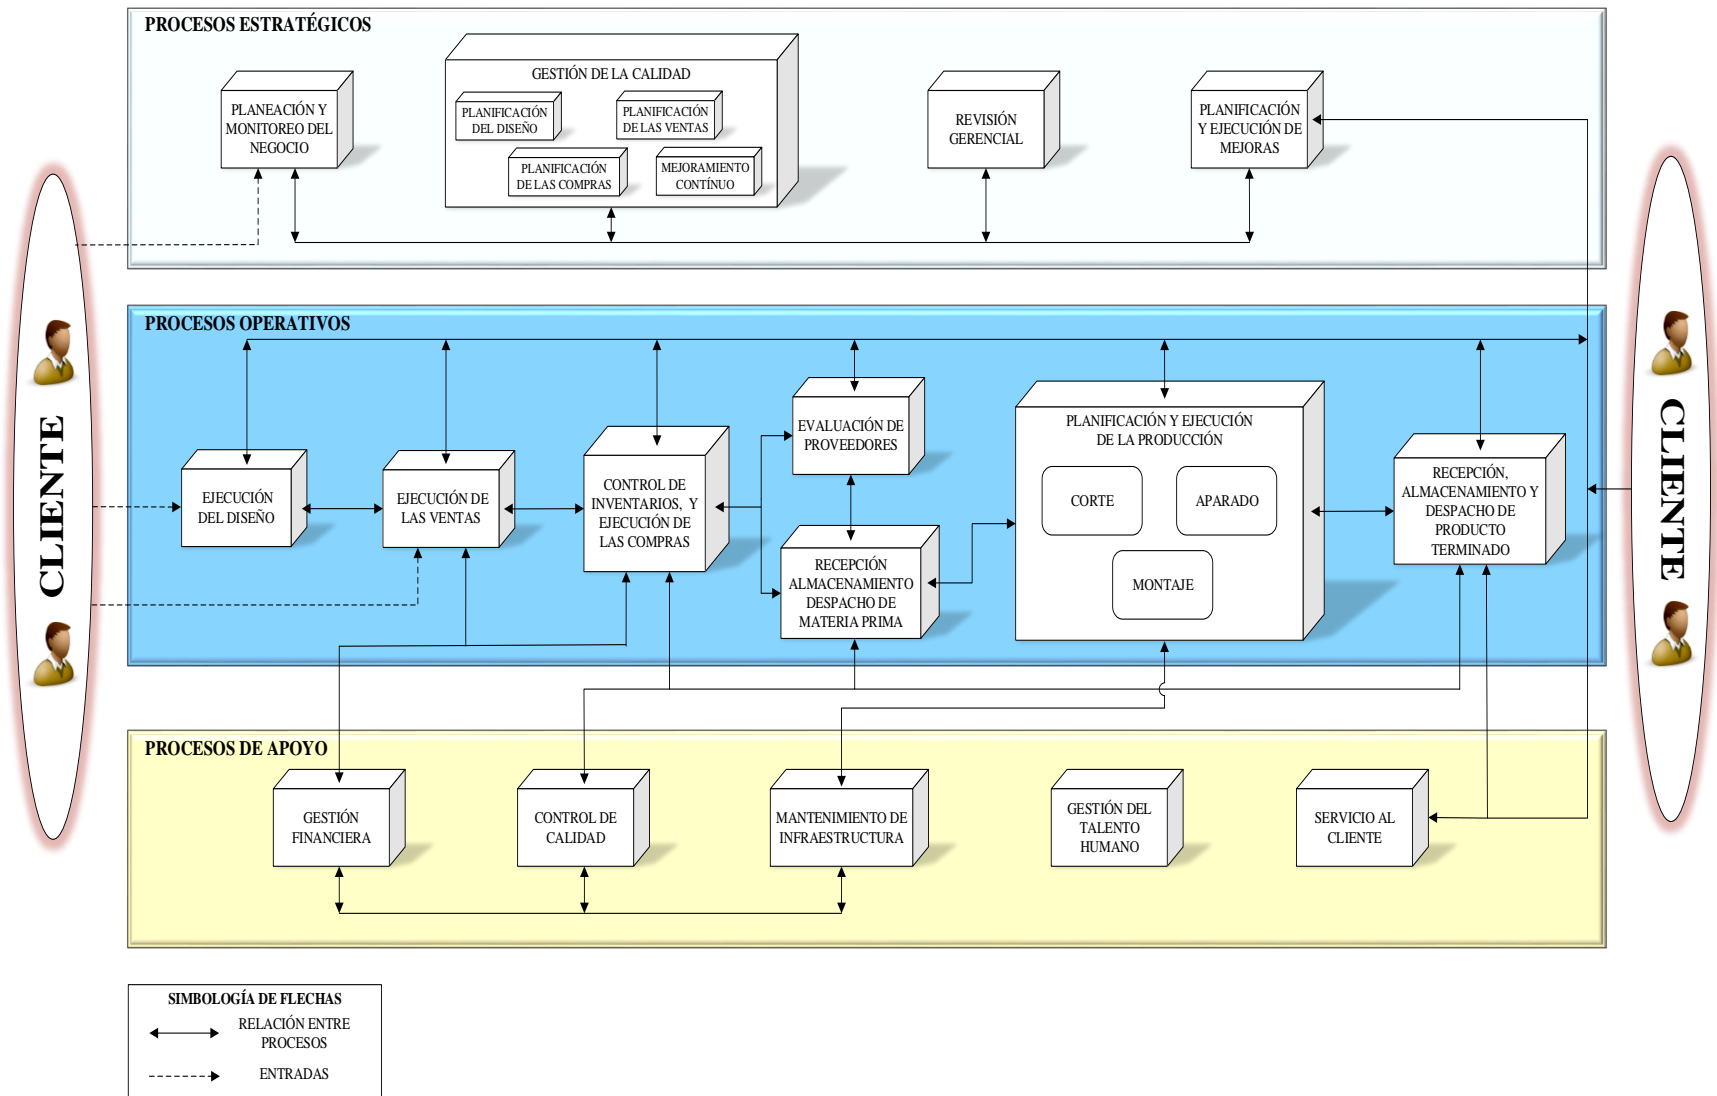 PROCESOS ESTRATÉGICOS
PLANEACIÓN Y
MONITOREO DEL
NEGOCIO
GESTIÓN DE LA CALIDAD
PLANIFICACIÓN
DEL DISEÑO
PLANIFICACIÓN
DE LAS VENTAS
PLANIFICACIÓN
DE LAS COMPRAS
MEJORAMIENTO
CONTÍNUO
REVISIÓN
GERENCIAL
PLANIFICACIÓN
Y EJECUCIÓN DE
MEJORAS
CLIENTE
PROCESOS OPERATIVOS
EJECUCIÓN
DEL DISEÑO
EJECUCIÓN DE
LAS VENTAS
CONTROL DE
INVENTARIOS, Y
EJECUCIÓN DE
LAS COMPRAS
EVALUACIÓN DE
PROVEEDORES
RECEPCIÓN
ALMACENAMIENTO
DESPACHO DE
MATERIA PRIMA
PLANIFICACIÓN Y EJECUCIÓN
DE LA PRODUCCIÓN
CORTE
APARADO
MONTAJE
RECEPCIÓN,
ALMACENAMIENTO Y
DESPACHO DE
PRODUCTO
TERMINADO
CLIENTE
PROCESOS DE APOYO
GESTIÓN
FINANCIERA
CONTROL DE
CALIDAD
MANTENIMIENTO DE
INFRAESTRUCTURA
GESTIÓN DEL
TALENTO
HUMANO
SERVICIO AL
CLIENTE
SIMBOLOGÍA DE FLECHAS
RELACIÓN ENTRE
PROCESOS
ENTRADAS